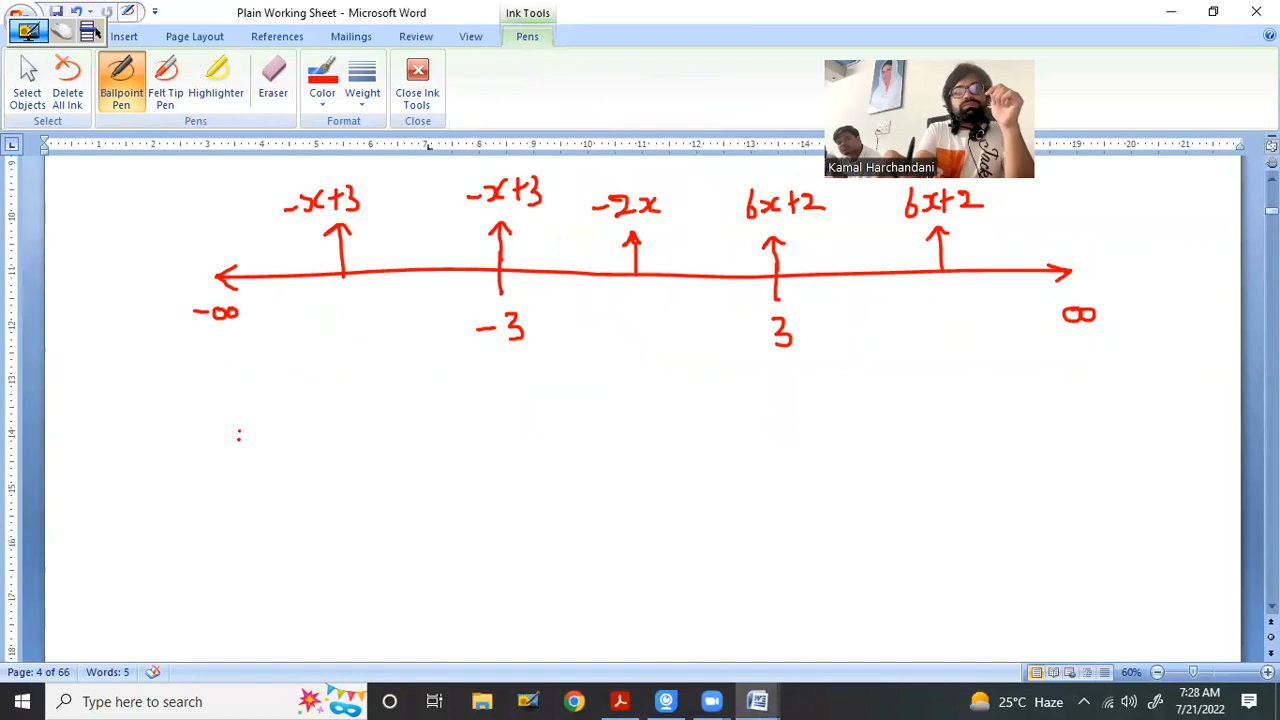 Plain Working Sheet - Microsoft Word
Ink Tools
Insert Page Layout References Mailings Review View Pens
Select Objects
Delete All Ink
Ballpoint Pen
Felt Tip Pen
Highlighter
Eraser
Color
Weight
Close Ink Tools
Select Pens Format Close
Kamal Harchandani
-x+3 -x+3 -2x 6x+2 6x+2
-∞ -3 3 ∞
Page: 4 of 66 Words: 5 60%
Type here to search
25°C Haze
7:28 AM
7/21/2022